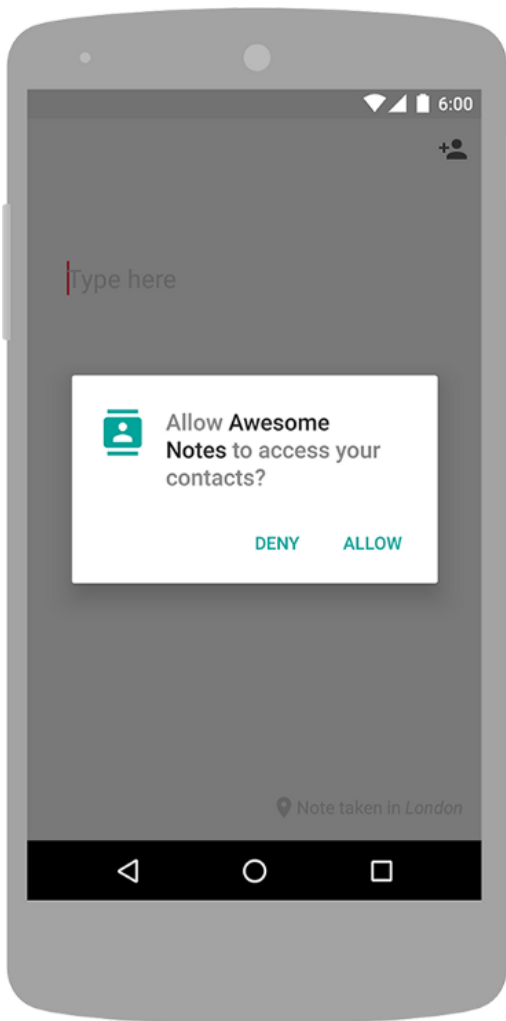 6:00
Type here
Allow Awesome
Notes to access your
contacts?
DENY ALLOW
Note taken in London